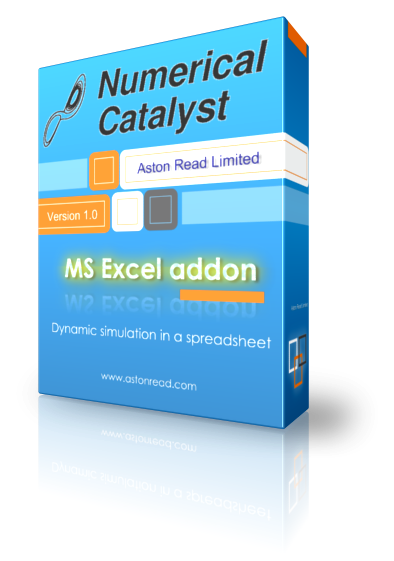 Numerical
Catalyst
Aston Read Limited
Version 1.0
MS Excel addon
Dynamic simulation in a spreadsheet
www.astonread.com